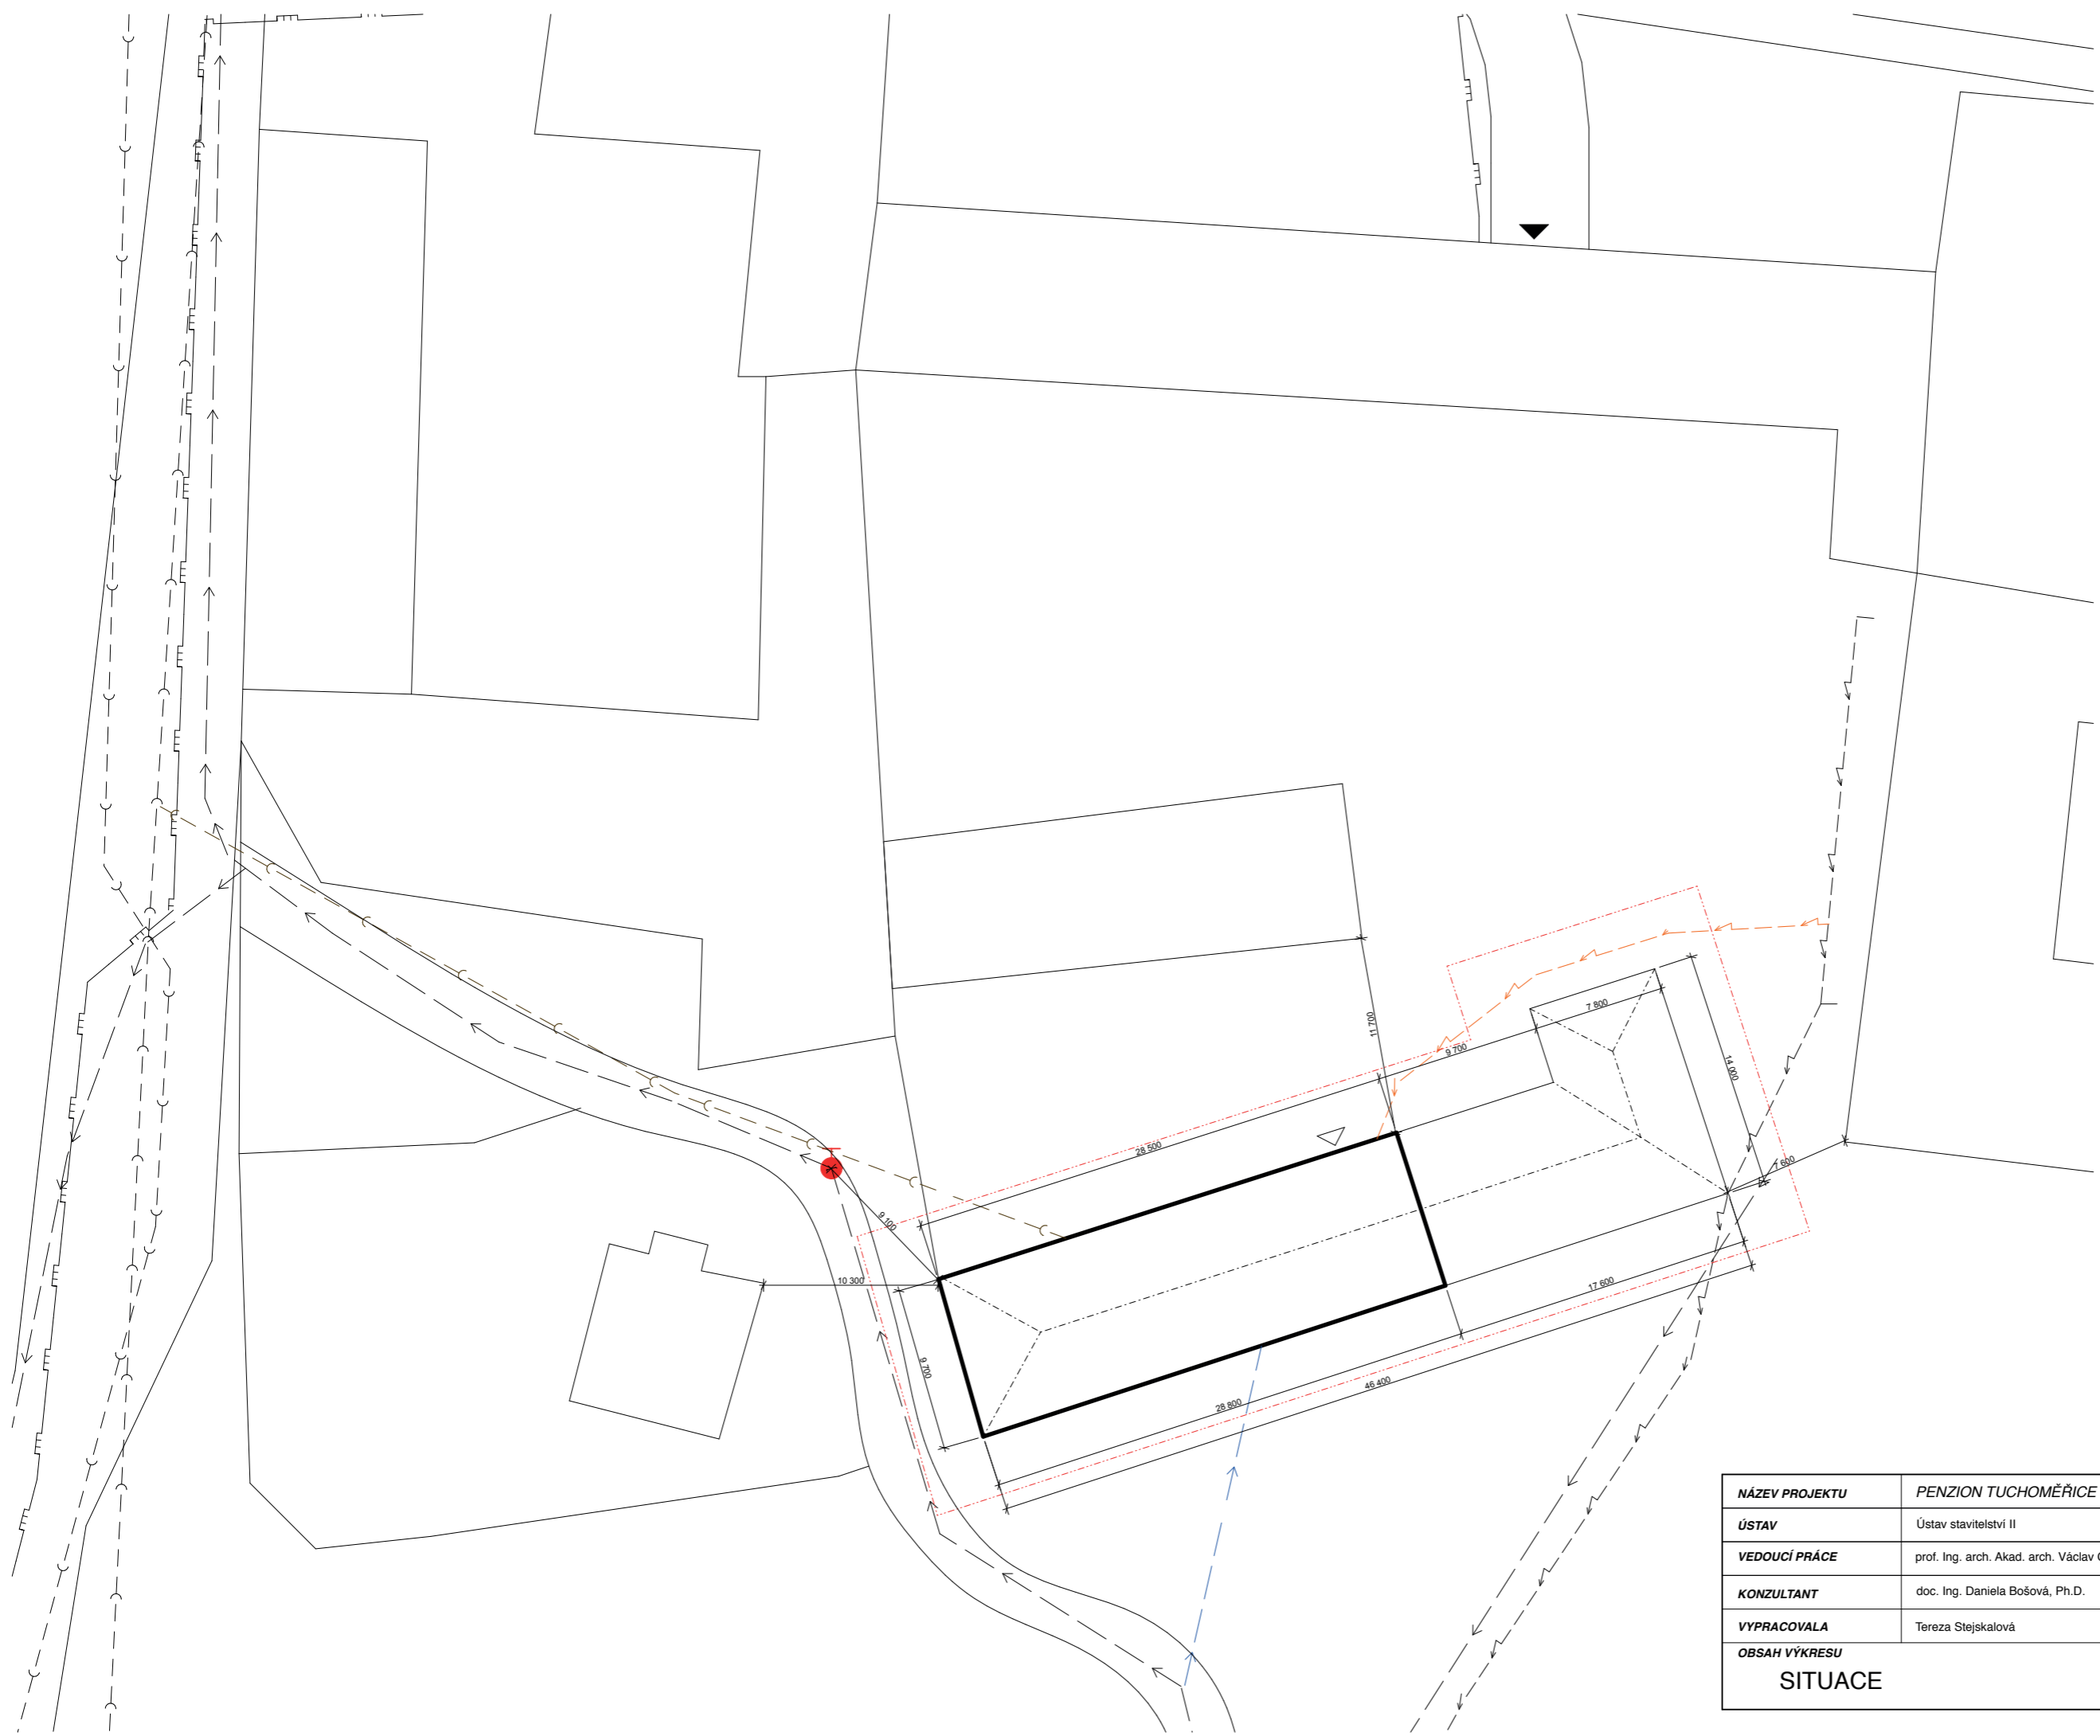 11 700
7 800
9 700
14 000
28 500
7 600
9 100
10 300
9 700
17 600
46 400
28 800
NÁZEV PROJEKTU PENZION TUCHOMĚŘICE
ÚSTAV Ústav stavitelství II
VEDOUCÍ PRÁCE prof. Ing. arch. Akad. arch. Václav
KONZULTANT doc. Ing. Daniela Bošová, Ph.D.
VYPRACOVALA Tereza Stejskalová
OBSAH VÝKRESU
SITUACE